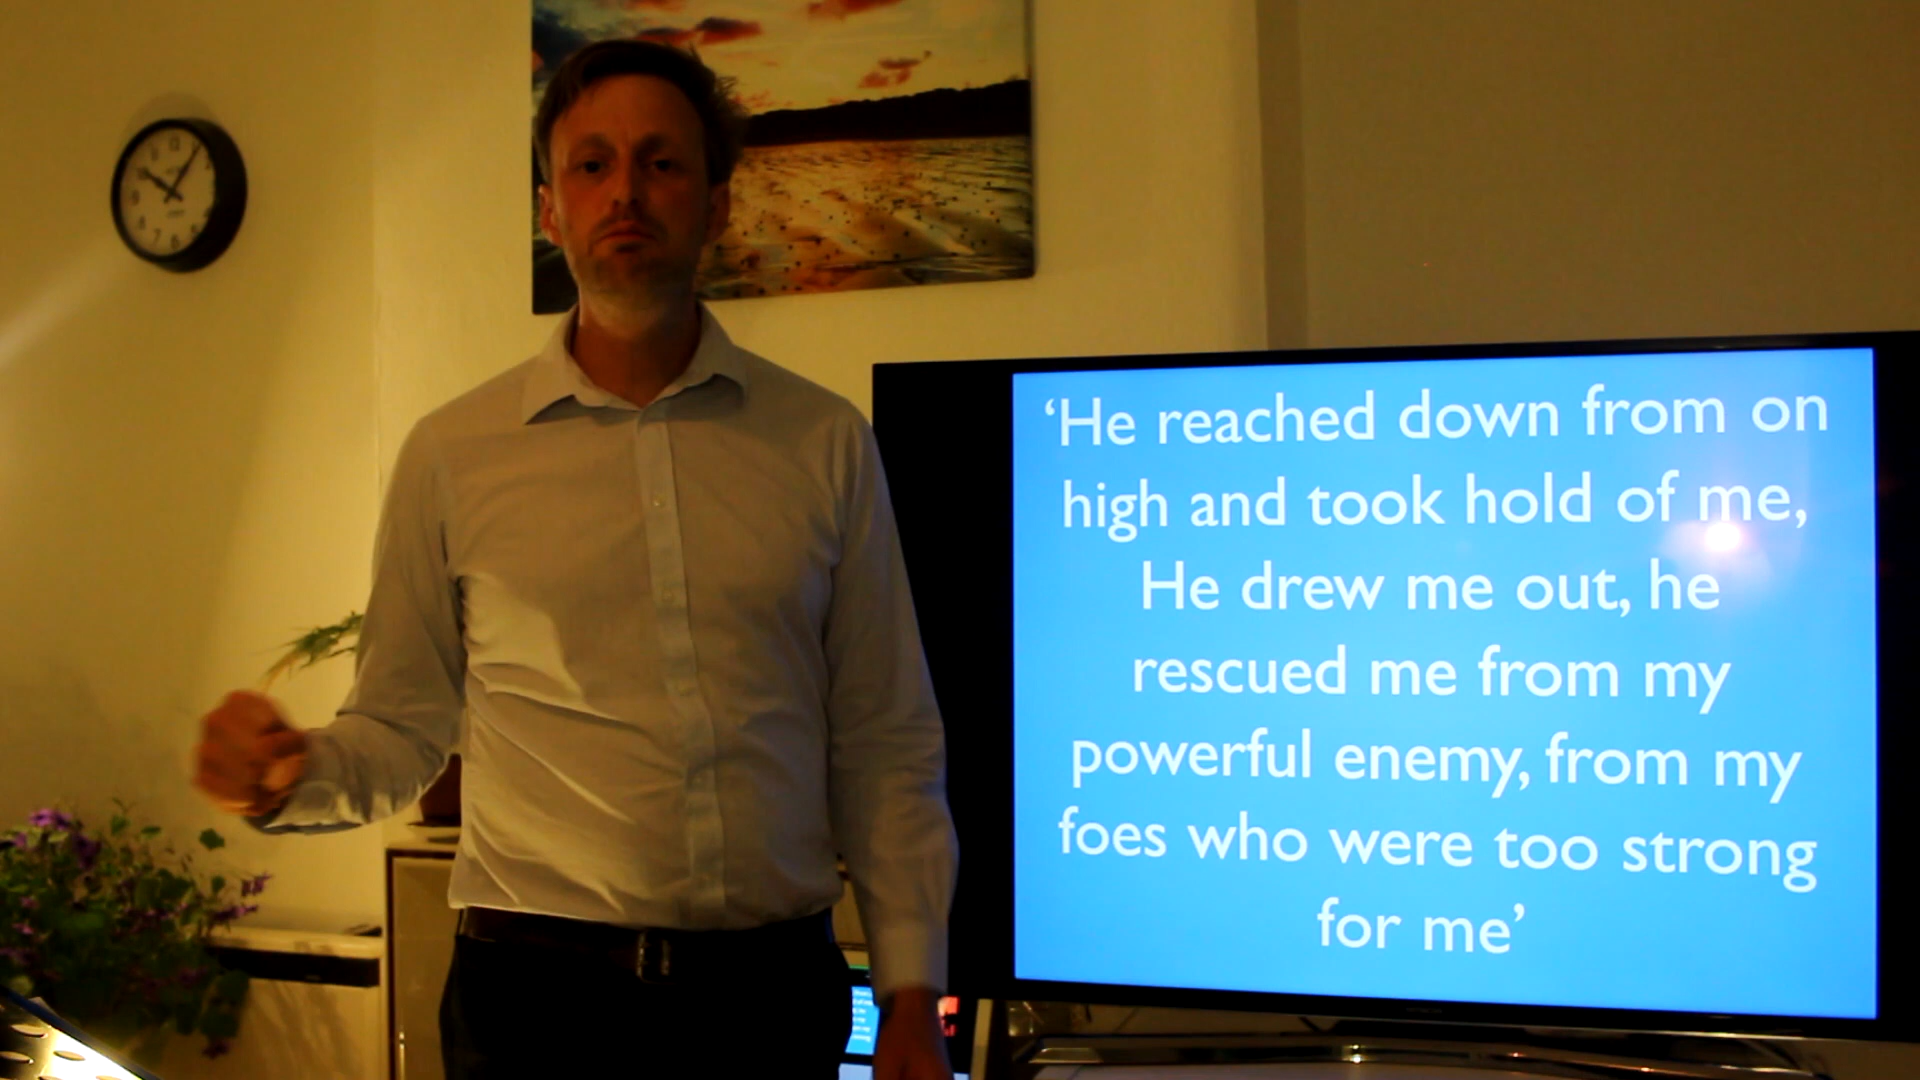 ‘He reached down from on
high and took hold of me,
He drew me out, he
rescued me from my
powerful enemy, from my
foes who were too strong
for me’